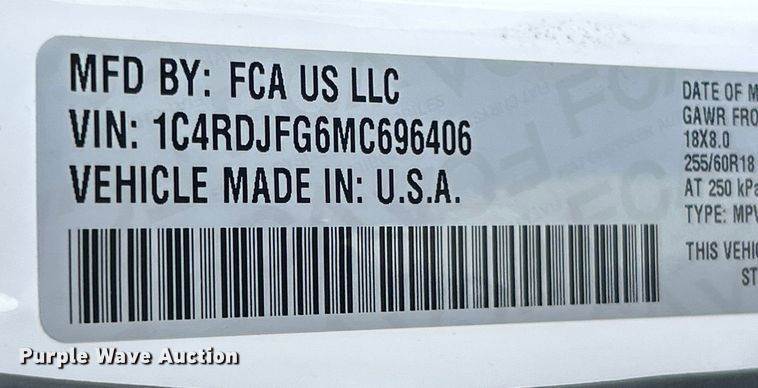 MFD BY: FCA US LLC
VIN: 1C4RDJFG6MC696406
VEHICLE MADE IN: U.S.A.
DATE OF M
GAWR FRO
18X8.0
255/60R18
AT 250 kPa
TYPE: MPV
THIS VEHI
ST
Purple Wave Auction